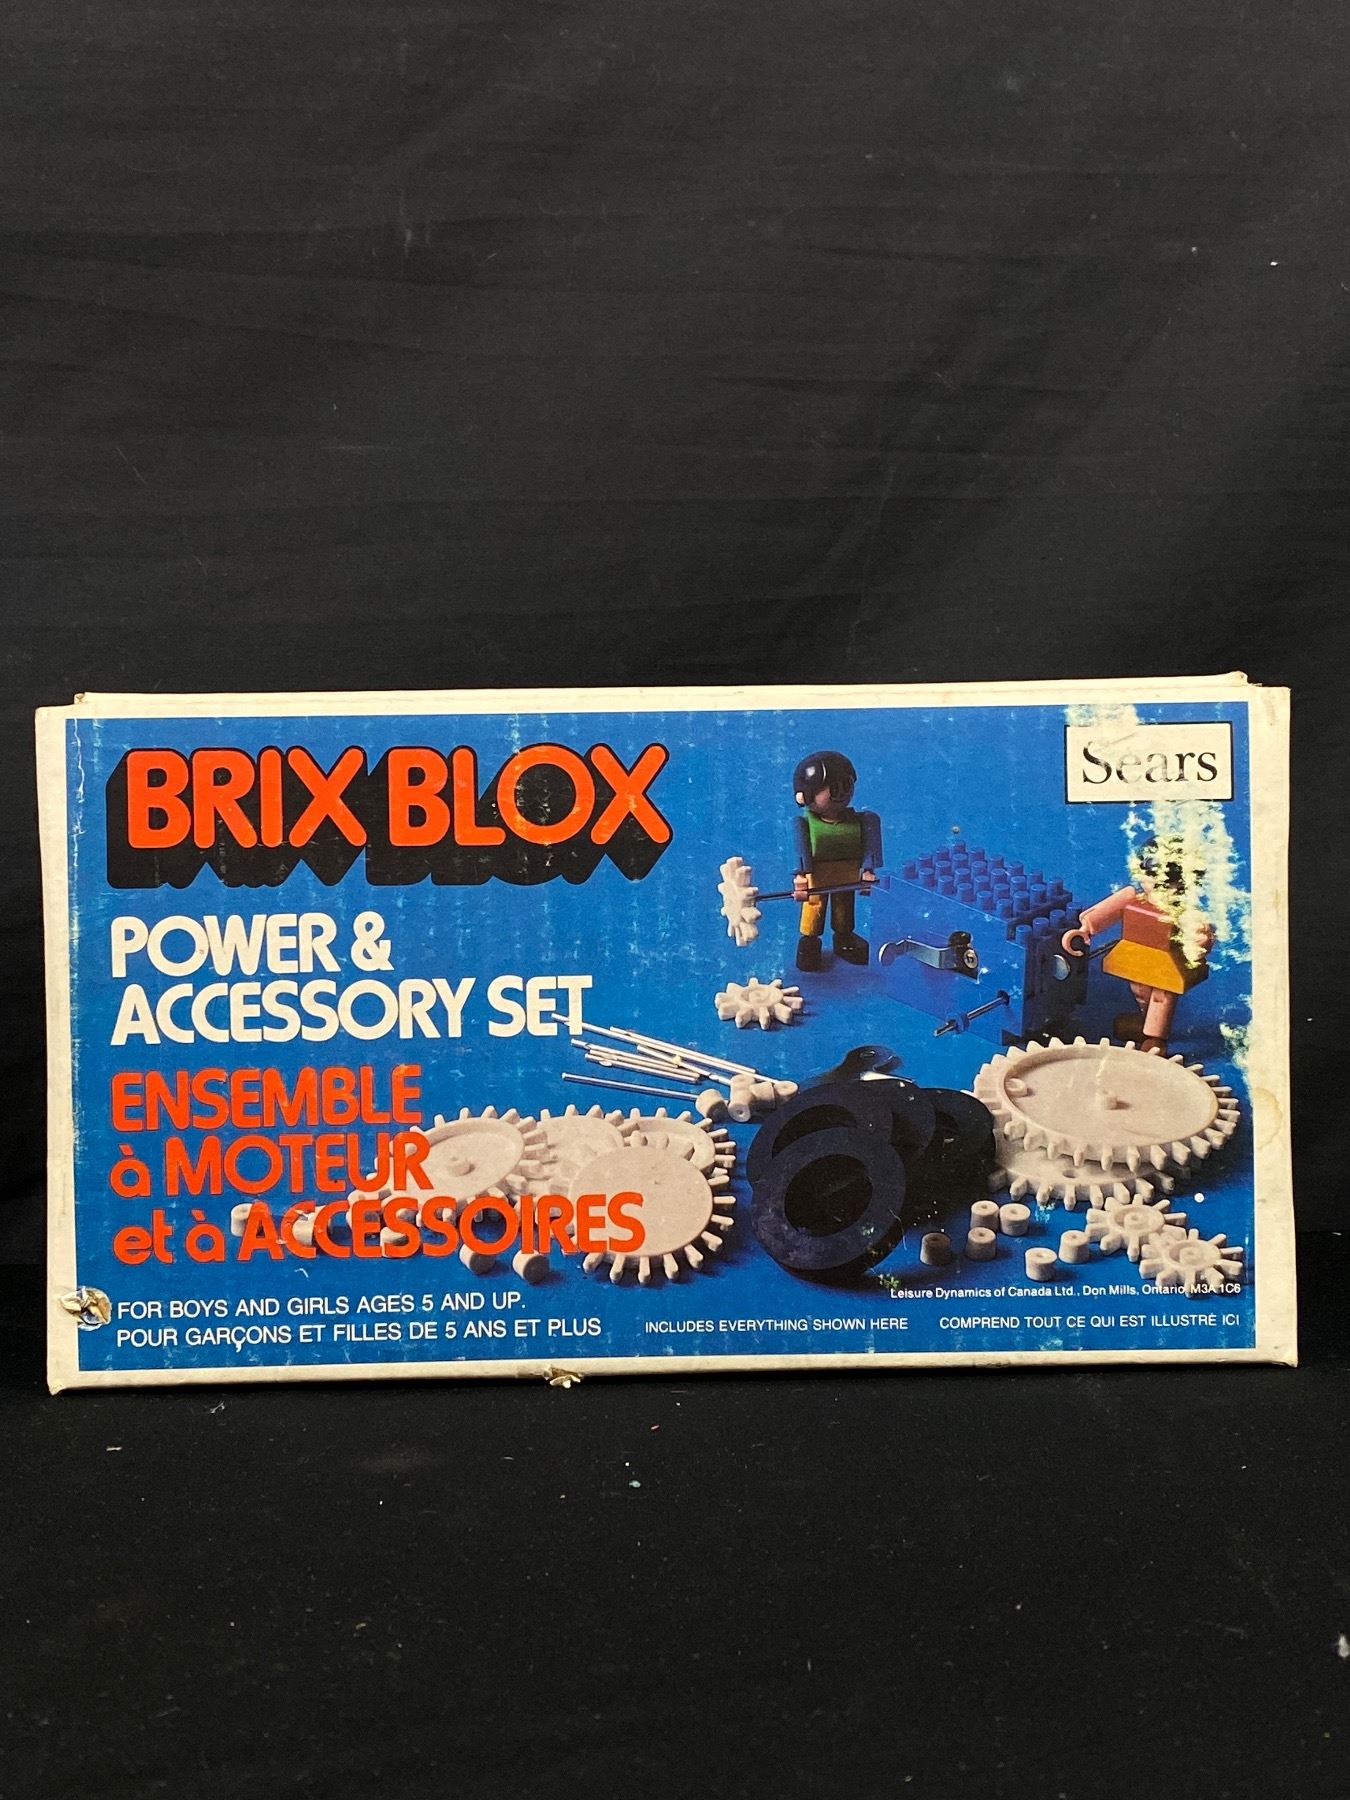 BRIX BLOX
Sears
POWER &
ACCESSORY SET
ENSEMBLE
à MOTEUR
et à ACCESSOIRES
FOR BOYS AND GIRLS AGES 5 AND UP.
POUR GARÇONS ET FILLES DE 5 ANS ET PLUS
Leisure Dynamics of Canada Ltd., Don Mills, Ontario M3A 1C6
INCLUDES EVERYTHING SHOWN HERE COMPREND TOUT CE QUI EST ILLUSTRÉ ICI